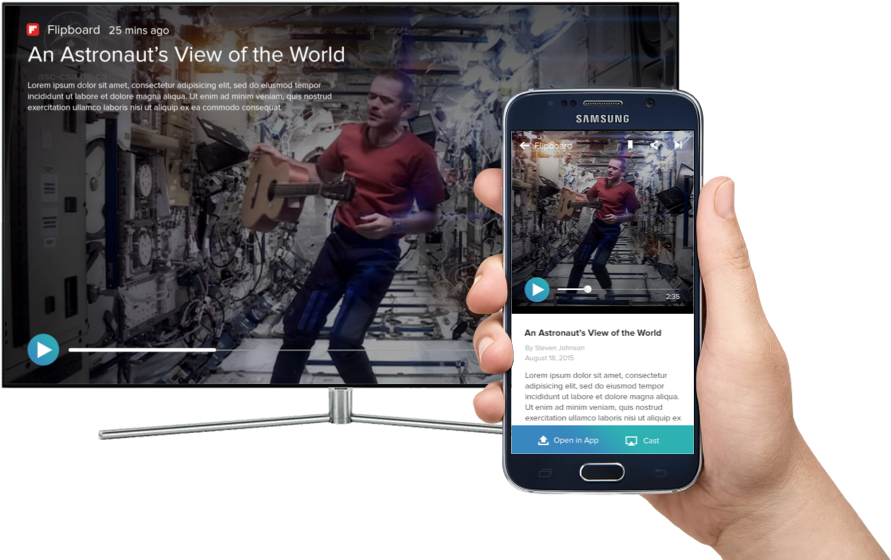 Flipboard 25 mins ago
An Astronaut's View of the World
Lorem ipsum dolor sit amet, consectetur adipisicing elit, sed do eiusmod tempor
incididunt ut labore et dolore magna aliqua. Ut enim ad minim veniam, quis nostrud
exercitation ullamco laboris nisi ut aliquip ex ea commodo consequat.
SAMSUNG
Flipboard
2:35
An Astronaut's View of the World
By Steven Johnson
August 18, 2015
Lorem ipsum dolor sit amet, consectetur
adipisicing elit, sed do eiusmod tempor
incididunt ut labore et dolore magna aliqua.
Ut enim ad minim veniam, quis nostrud
exercitation ullamco laboris nisi ut aliquip ex
Open in App
Cast